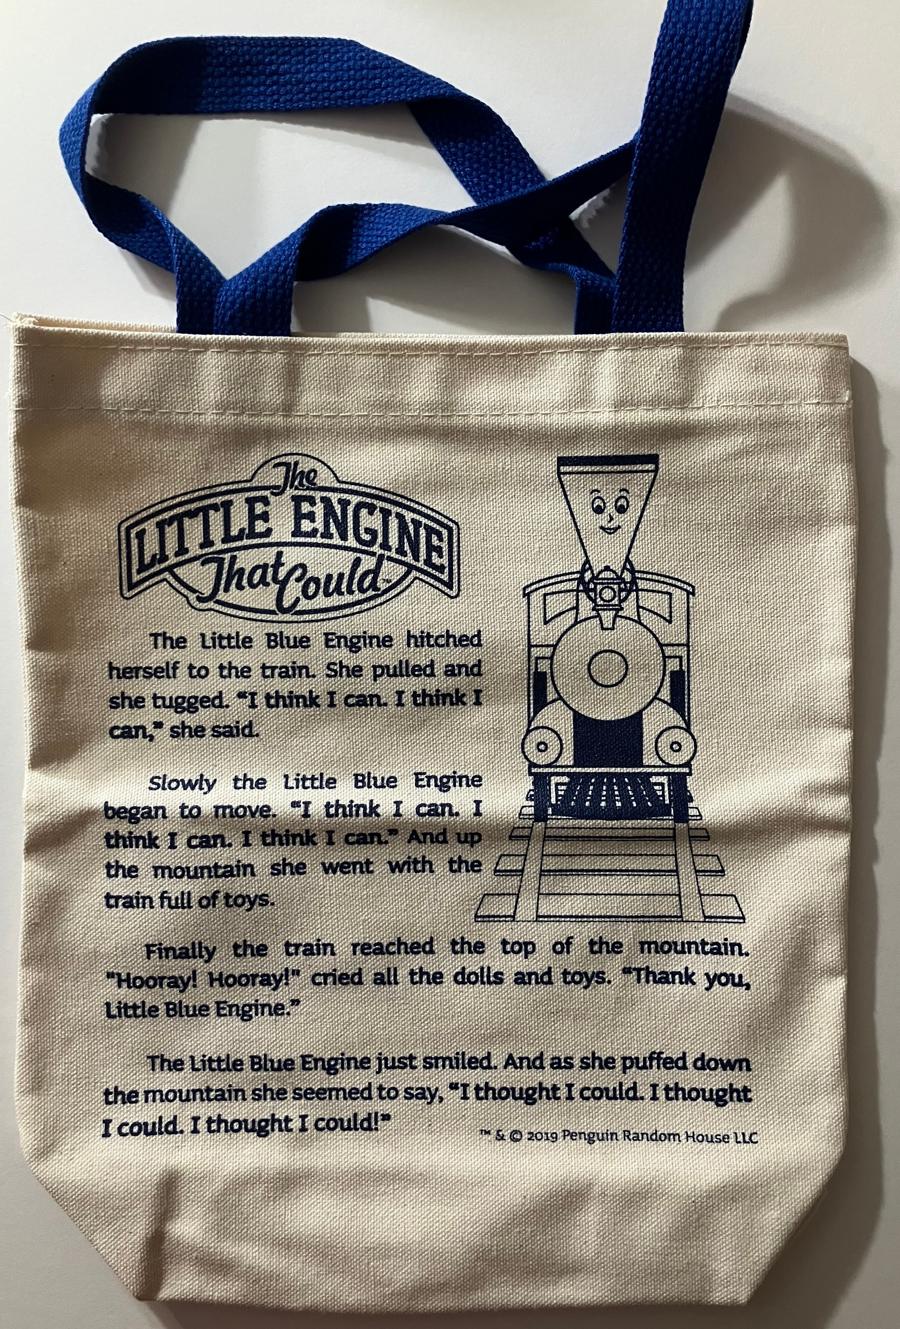 The
LITTLE ENGINE
That Could™
The Little Blue Engine hitched
herself to the train. She pulled and
she tugged. “I think I can. I think I
can,” she said.
Slowly the Little Blue Engine
began to move. “I think I can. I
think I can. I think I can.” And up
the mountain she went with the
train full of toys.
Finally the train reached the top of the mountain.
"Hooray! Hooray!" cried all the dolls and toys. “Thank you,
Little Blue Engine.”
The Little Blue Engine just smiled. And as she puffed down
the mountain she seemed to say, “I thought I could. I thought
I could. I thought I could!”
™ & © 2019 Penguin Random House LLC